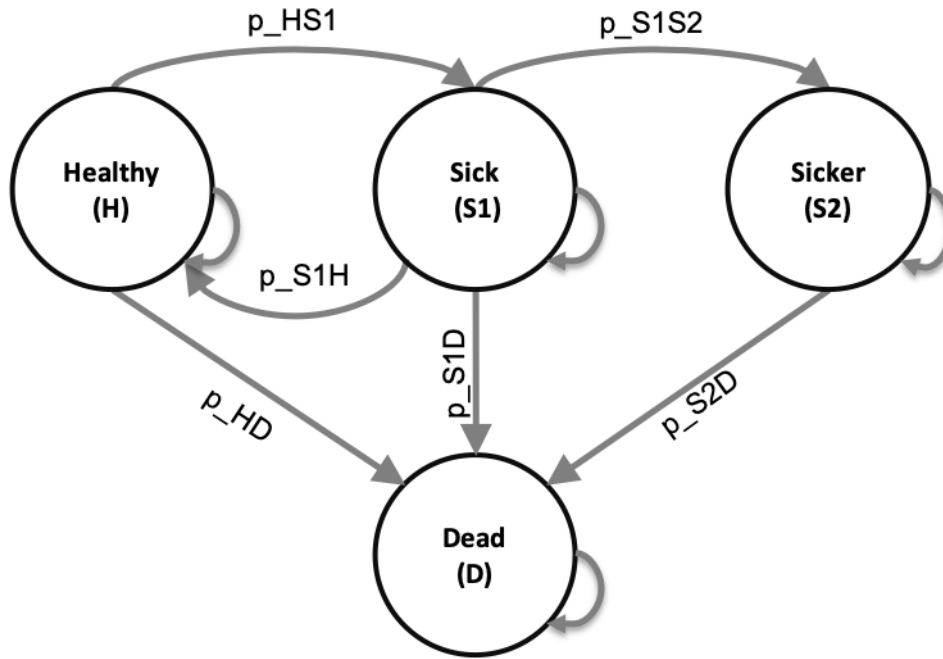 p_HS1
p_S1S2
Healthy
(H)
Sick
(S1)
Sicker
(S2)
p_S1H
p_HD
p_S1D
p_S2D
Dead
(D)